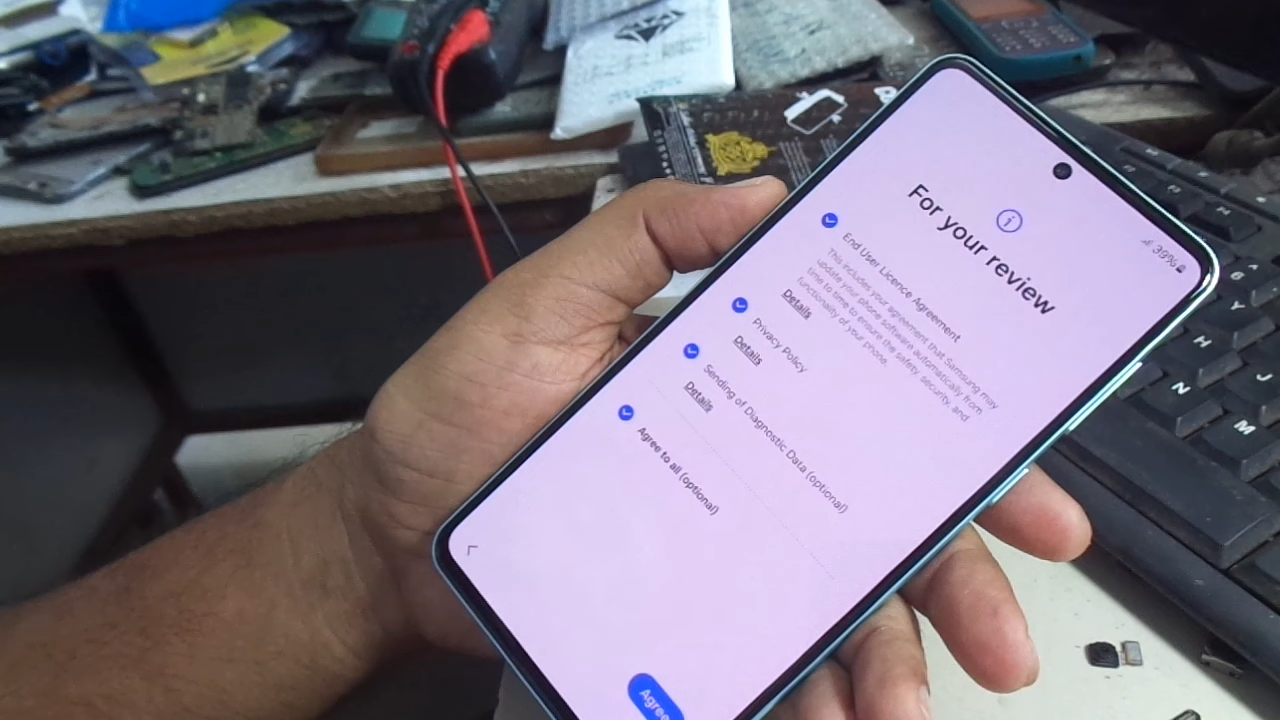 39%
For your review
End User Licence Agreement
This includes your agreement that Samsung may
update your phone software automatically from
time to time to ensure the safety, security, and
functionality of your phone.
Details
Privacy Policy
Details
Sending of Diagnostic Data (optional)
Details
Agree to all (optional)
Agree
6
Y
H
J
N
M